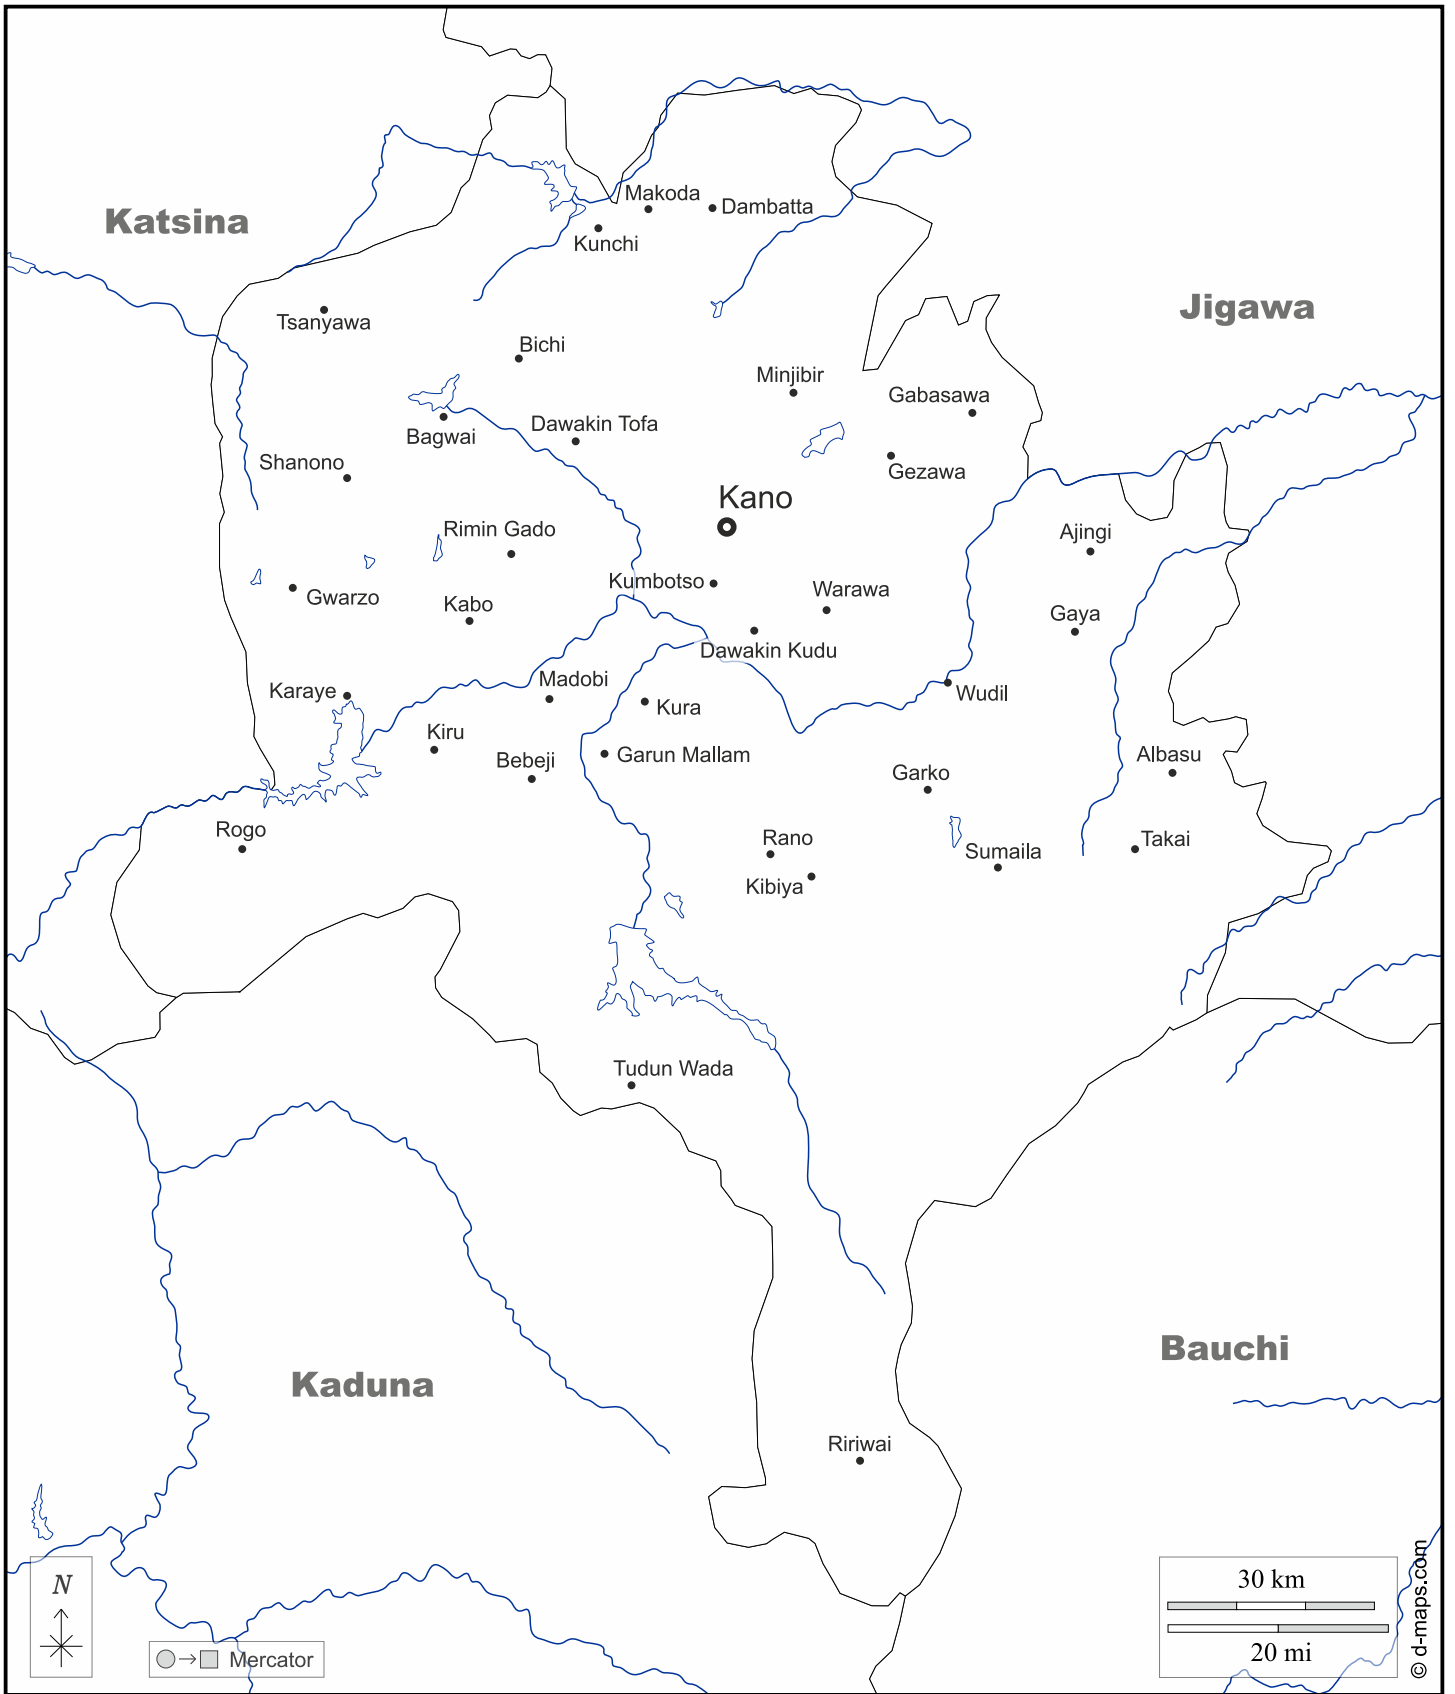 Makoda
Dambatta
Katsina
Kunchi
Jigawa
Tsanyawa
Bichi
Minjibir
Gabasawa
Dawakin Tofa
Bagwai
Shanono
Gezawa
Kano
Rimin Gado
Ajingi
Kumbotso
Warawa
Gwarzo
Kabo
Gaya
Dawakin Kudu
Madobi
Karaye
Wudil
Kura
Kiru
Garun Mallam
Albasu
Bebeji
Garko
Rogo
Rano
Takai
Sumaila
Kibiya
Tudun Wada
Bauchi
Kaduna
Ririwai
N
30 km
20 mi
Mercator
© d-maps.com